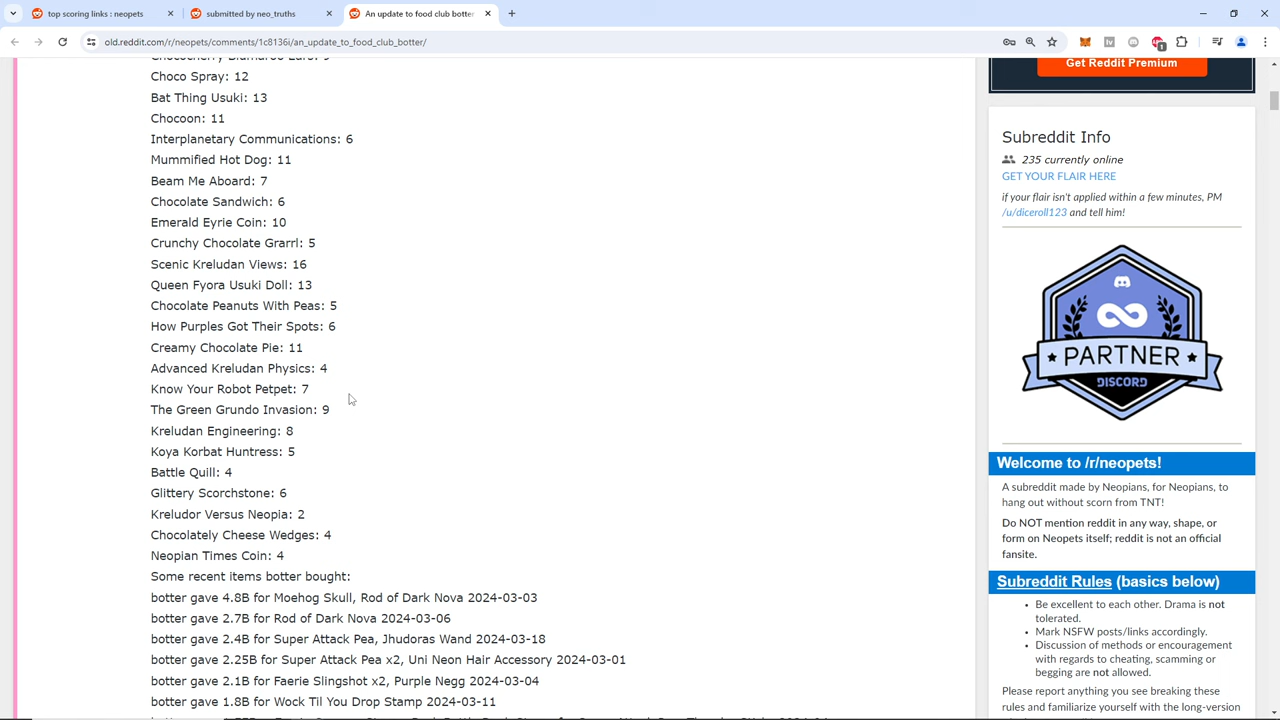 top scoring links : neopets
submitted by neo_truths
An update to food club botter
old.reddit.com/r/neopets/comments/1c8136i/an_update_to_food_club_botter/
Choco Spray: 12
Bat Thing Usuki: 13
Chocoon: 11
Interplanetary Communications: 6
Mummified Hot Dog: 11
Beam Me Aboard: 7
Chocolate Sandwich: 6
Emerald Eyrie Coin: 10
Crunchy Chocolate Grarrl: 5
Scenic Kreludan Views: 16
Queen Fyora Usuki Doll: 13
Chocolate Peanuts With Peas: 5
How Purples Got Their Spots: 6
Creamy Chocolate Pie: 11
Advanced Kreludan Physics: 4
Know Your Robot Petpet: 7
The Green Grundo Invasion: 9
Kreludan Engineering: 8
Koya Korbat Huntress: 5
Battle Quill: 4
Glittery Scorchstone: 6
Kreludor Versus Neopia: 2
Chocolately Cheese Wedges: 4
Neopian Times Coin: 4
Some recent items botter bought:
botter gave 4.8B for Moehog Skull, Rod of Dark Nova 2024-03-03
botter gave 2.7B for Rod of Dark Nova 2024-03-06
botter gave 2.4B for Super Attack Pea, Jhudoras Wand 2024-03-18
botter gave 2.25B for Super Attack Pea x2, Uni Neon Hair Accessory 2024-03-01
botter gave 2.1B for Faerie Slingshot x2, Purple Negg 2024-03-04
botter gave 1.8B for Wock Til You Drop Stamp 2024-03-11
Get Reddit Premium
Subreddit Info
235 currently online
GET YOUR FLAIR HERE
if your flair isn't applied within a few minutes, PM
/u/diceroll123 and tell him!
PARTNER
DISCORD
Welcome to /r/neopets!
A subreddit made by Neopians, for Neopians, to
hang out without scorn from TNT!
Do NOT mention reddit in any way, shape, or
form on Neopets itself; reddit is not an official
fansite.
Subreddit Rules (basics below)
Be excellent to each other. Drama is not
tolerated.
Mark NSFW posts/links accordingly.
Discussion of methods or encouragement
with regards to cheating, scamming or
begging are not allowed.
Please report anything you see breaking these
rules and familiarize yourself with the long-version